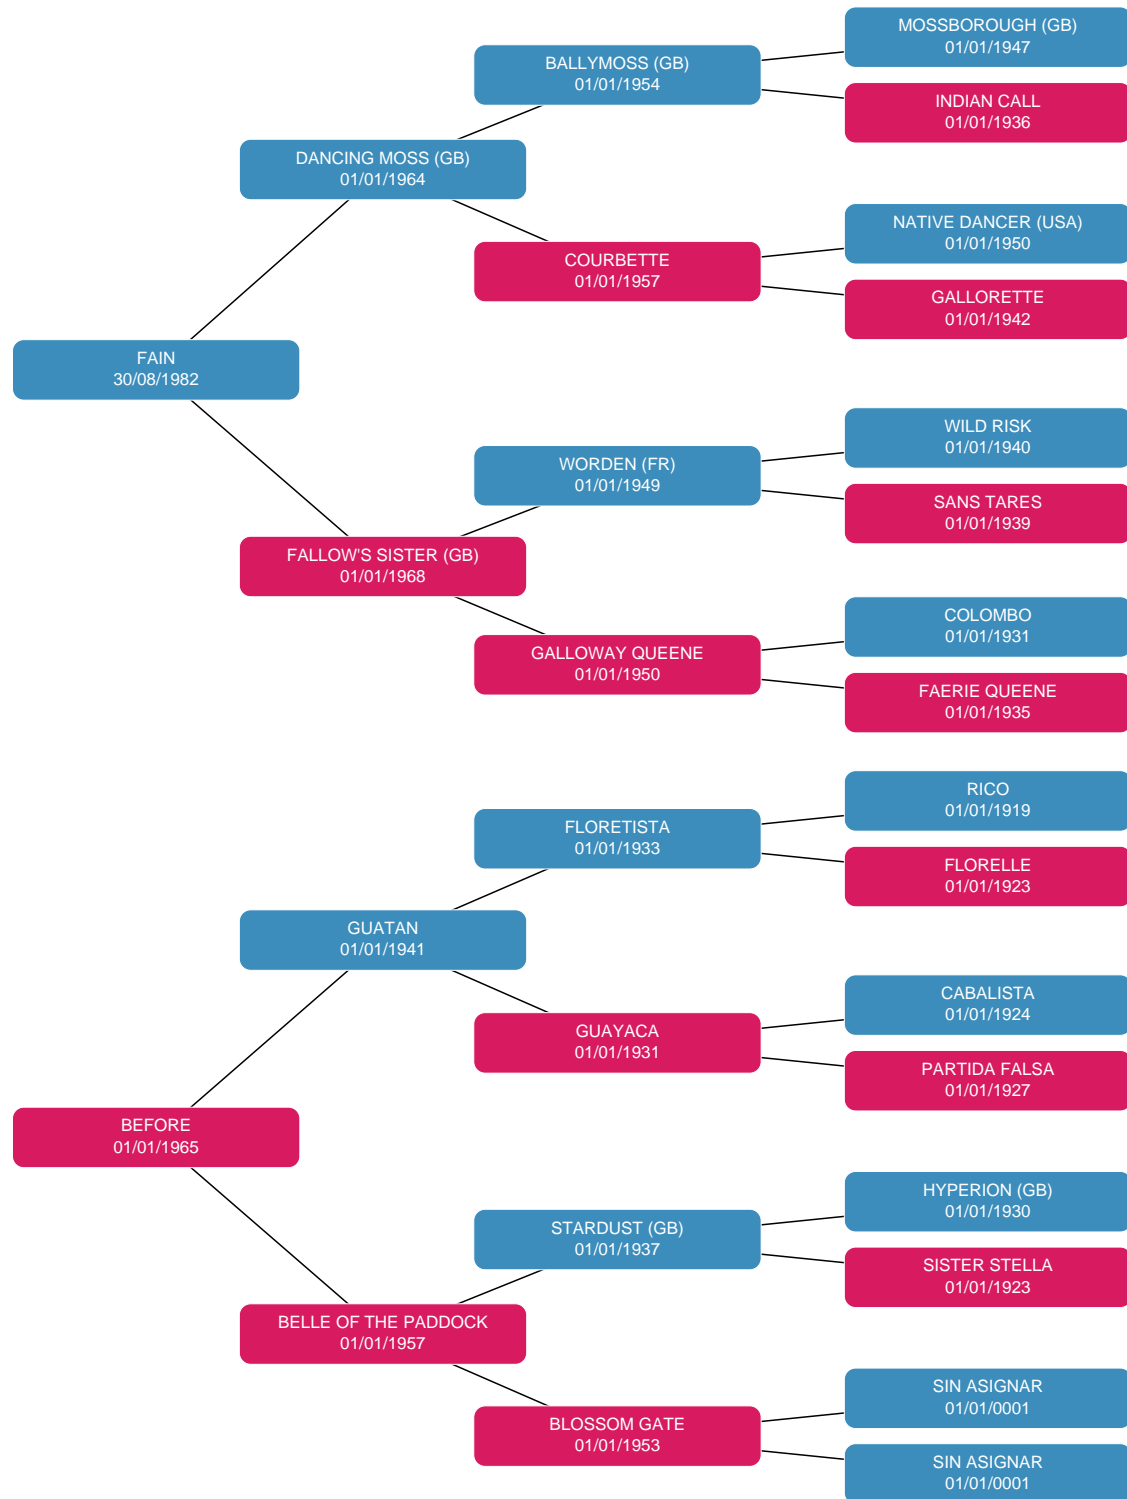 MOSSBOROUGH (GB)
01/01/1947
BALLYMOSS (GB)
01/01/1954
INDIAN CALL
01/01/1936
DANCING MOSS (GB)
01/01/1964
NATIVE DANCER (USA)
01/01/1950
COURBETTE
01/01/1957
GALLORETTE
01/01/1942
FAIN
30/08/1982
WILD RISK
01/01/1940
WORDEN (FR)
01/01/1949
SANS TARES
01/01/1939
FALLOW'S SISTER (GB)
01/01/1968
COLOMBO
01/01/1931
GALLOWAY QUEENE
01/01/1950
FAERIE QUEENE
01/01/1935
RICO
01/01/1919
FLORETISTA
01/01/1933
FLORELLE
01/01/1923
GUATAN
01/01/1941
CABALISTA
01/01/1924
GUAYACA
01/01/1931
PARTIDA FALSA
01/01/1927
BEFORE
01/01/1965
HYPERION (GB)
01/01/1930
STARDUST (GB)
01/01/1937
SISTER STELLA
01/01/1923
BELLE OF THE PADDOCK
01/01/1957
SIN ASIGNAR
01/01/0001
BLOSSOM GATE
01/01/1953
SIN ASIGNAR
01/01/0001